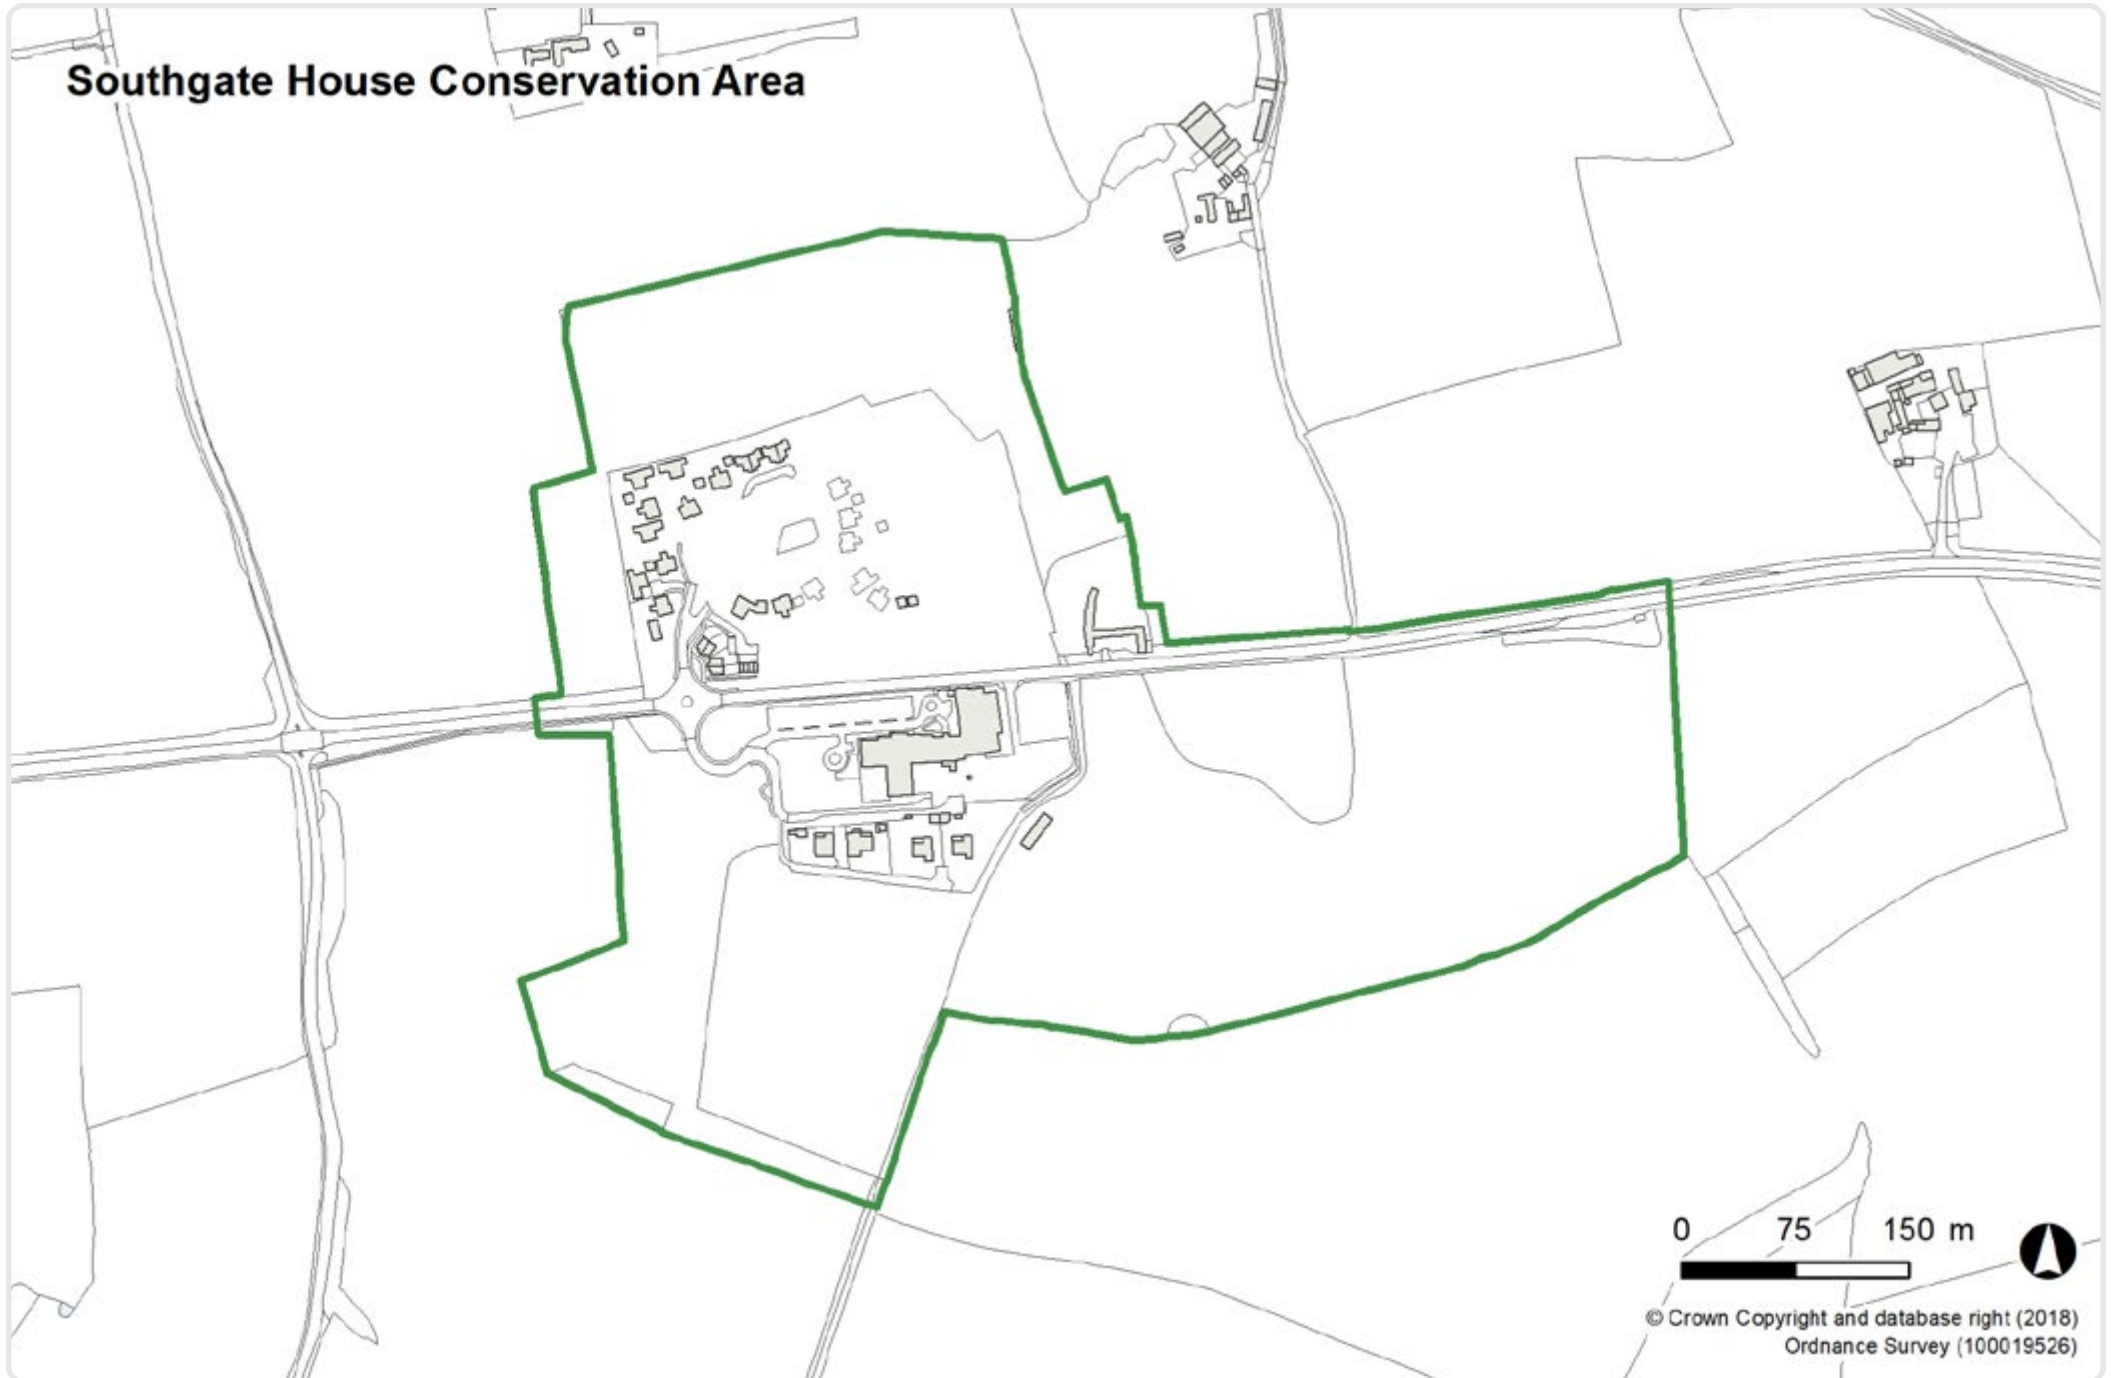 Southgate House Conservation Area
0 75 150 m
© Crown Copyright and database right (2018)
Ordnance Survey (100019526)